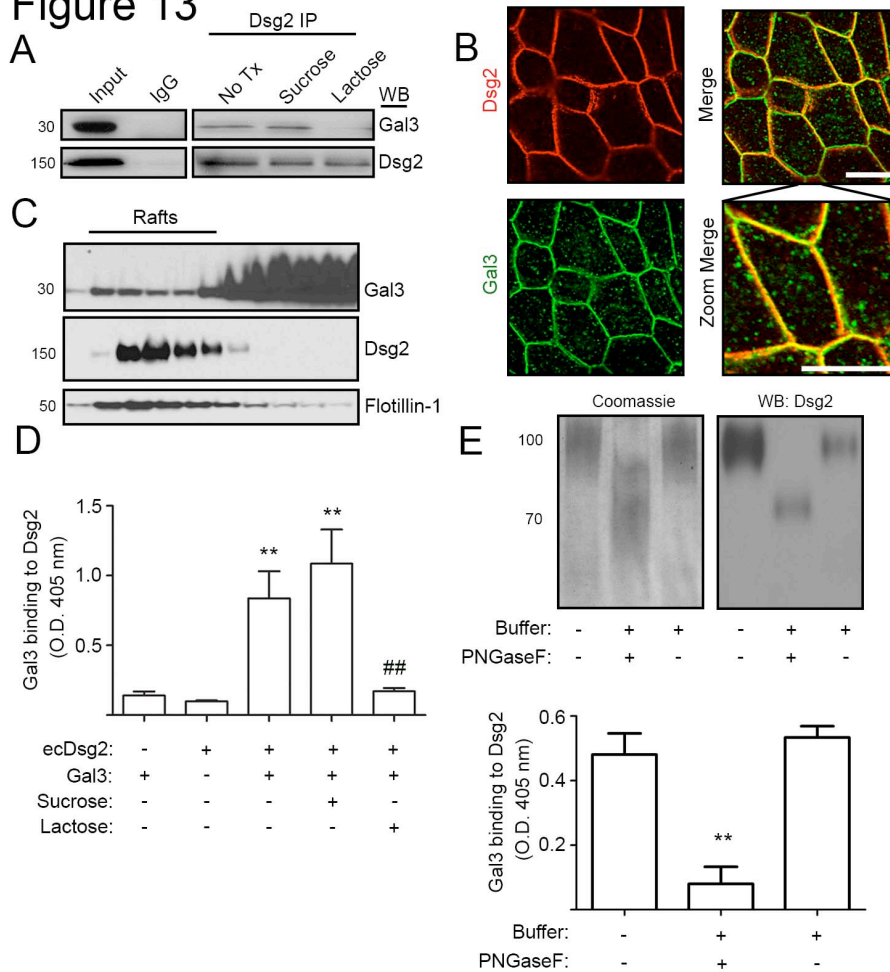 Figure 13
A
Dsg2 IP
Input
IgG
No Tx
Sucrose
Lactose
WB
30
Gal3
150
Dsg2
B
Dsg2
Merge
Gal3
Zoom Merge
C
Rafts
30
Gal3
150
Dsg2
50
Flotillin-1
D
Gal3 binding to Dsg2
(O.D. 405 nm)
1.5
1.0
0.5
**
**
##
ecDsg2: - + + + +
Gal3: + - + + +
Sucrose: - - - + -
Lactose: - - - - +
E
Coomassie
WB: Dsg2
100
70
Buffer: - + + - + +
PNGaseF: - + - - + -
Gal3 binding to Dsg2
(O.D. 405 nm)
0.6
0.4
0.2
**
Buffer: - + +
PNGaseF: - + -